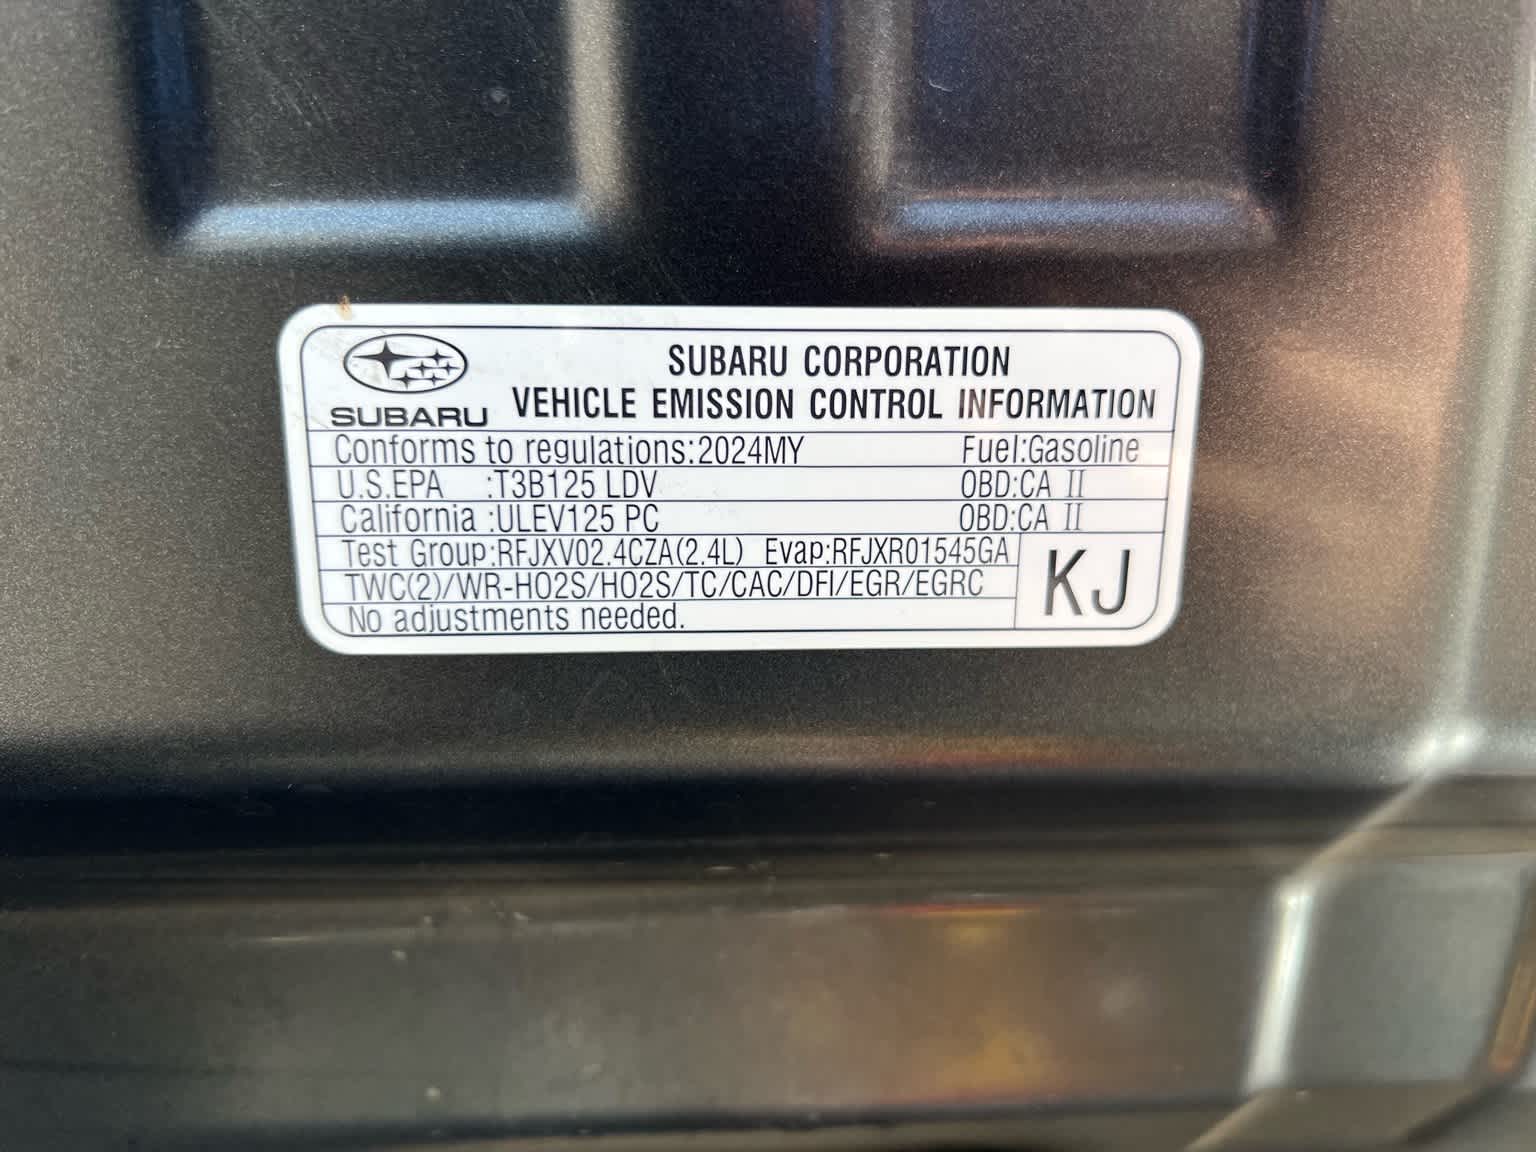 SUBARU
SUBARU CORPORATION
VEHICLE EMISSION CONTROL INFORMATION
Conforms to regulations:2024MY Fuel:Gasoline
U.S.EPA :T3B125 LDV OBD:CA II
California :ULEV125 PC OBD:CA II
Test Group:RFJXV02.4CZA(2.4L) Evap:RFJXR01545GA
TWC(2)/WR-HO2S/HO2S/TC/CAC/DFI/EGR/EGRC
No adjustments needed.
KJ